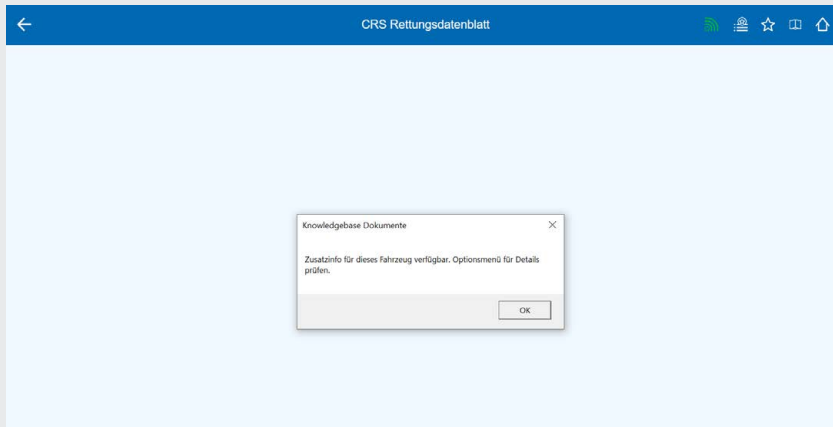 CRS Rettungsdatenblatt
Knowledgebase Dokumente
Zusatzinfo für dieses Fahrzeug verfügbar. Optionsmenü für Details
prüfen.
OK